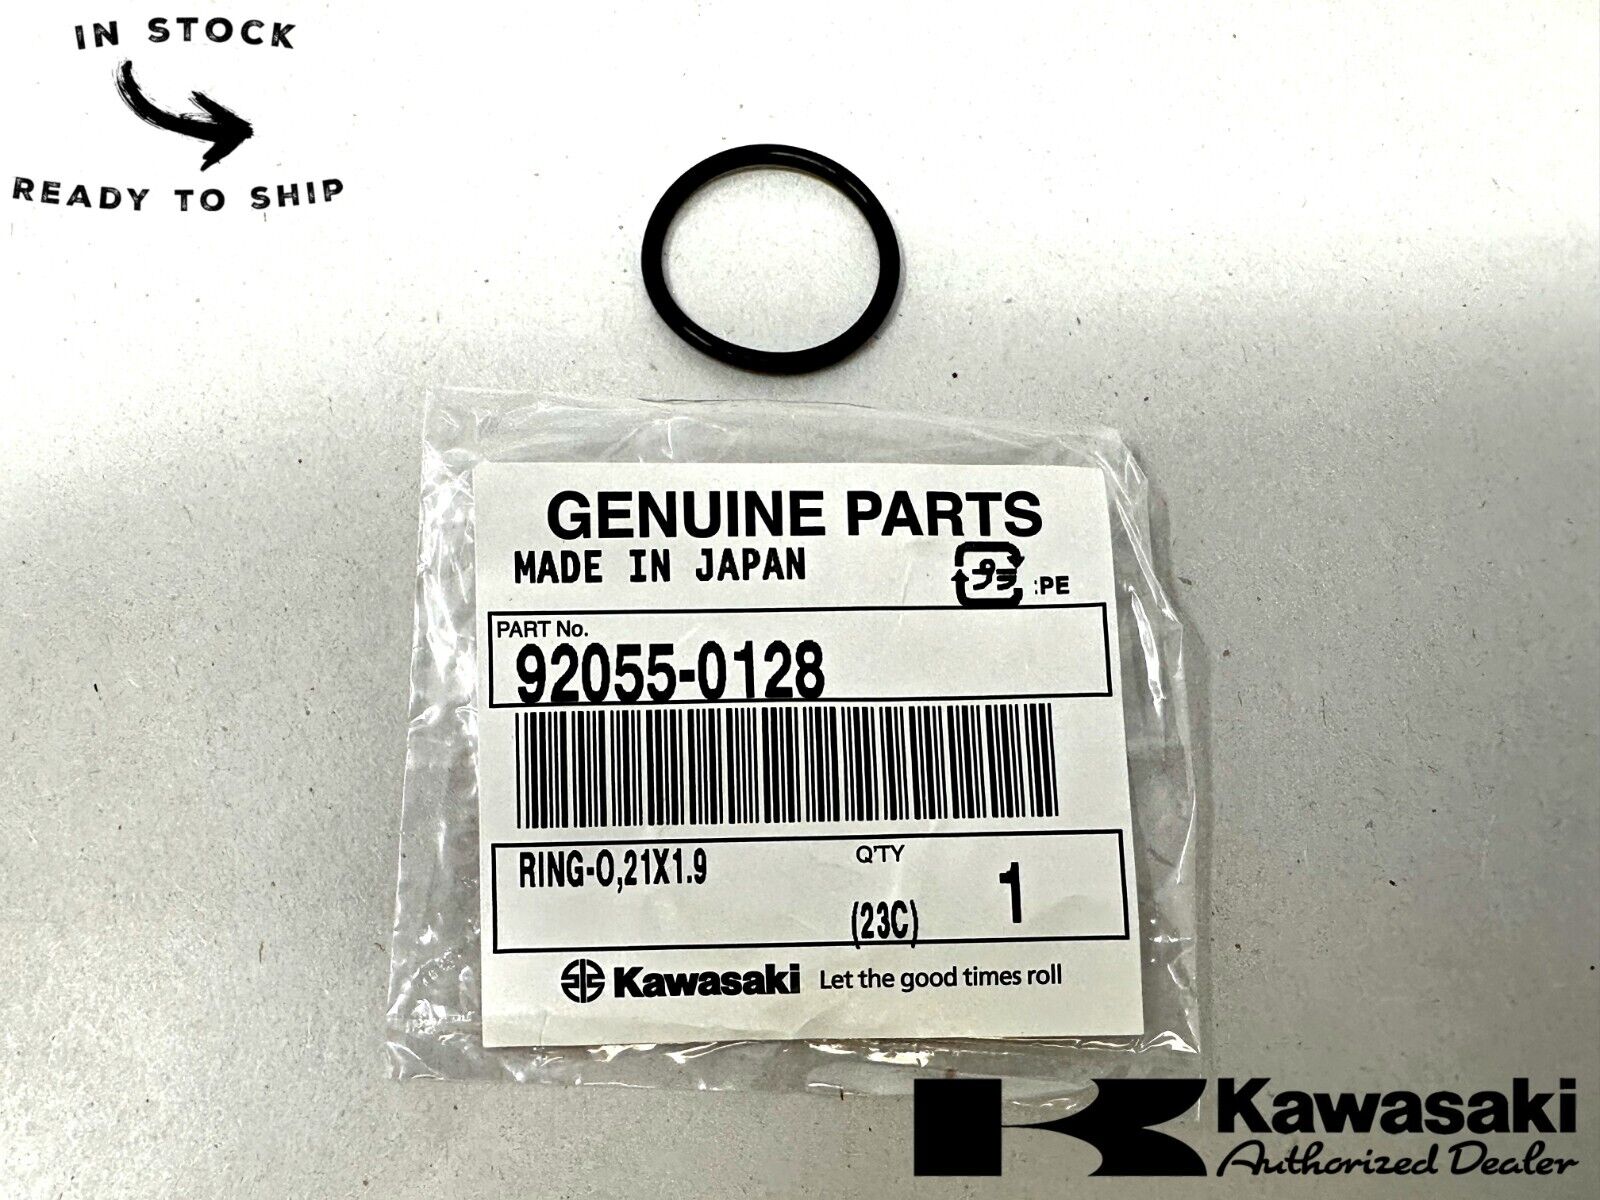 IN STOCK
READY TO SHIP
GENUINE PARTS
MADE IN JAPAN
プラ :PE
PART No.
92055-0128
RING-O,21X1.9
Q'TY
(23C)
1
Kawasaki Let the good times roll
Kawasaki
Authorized Dealer